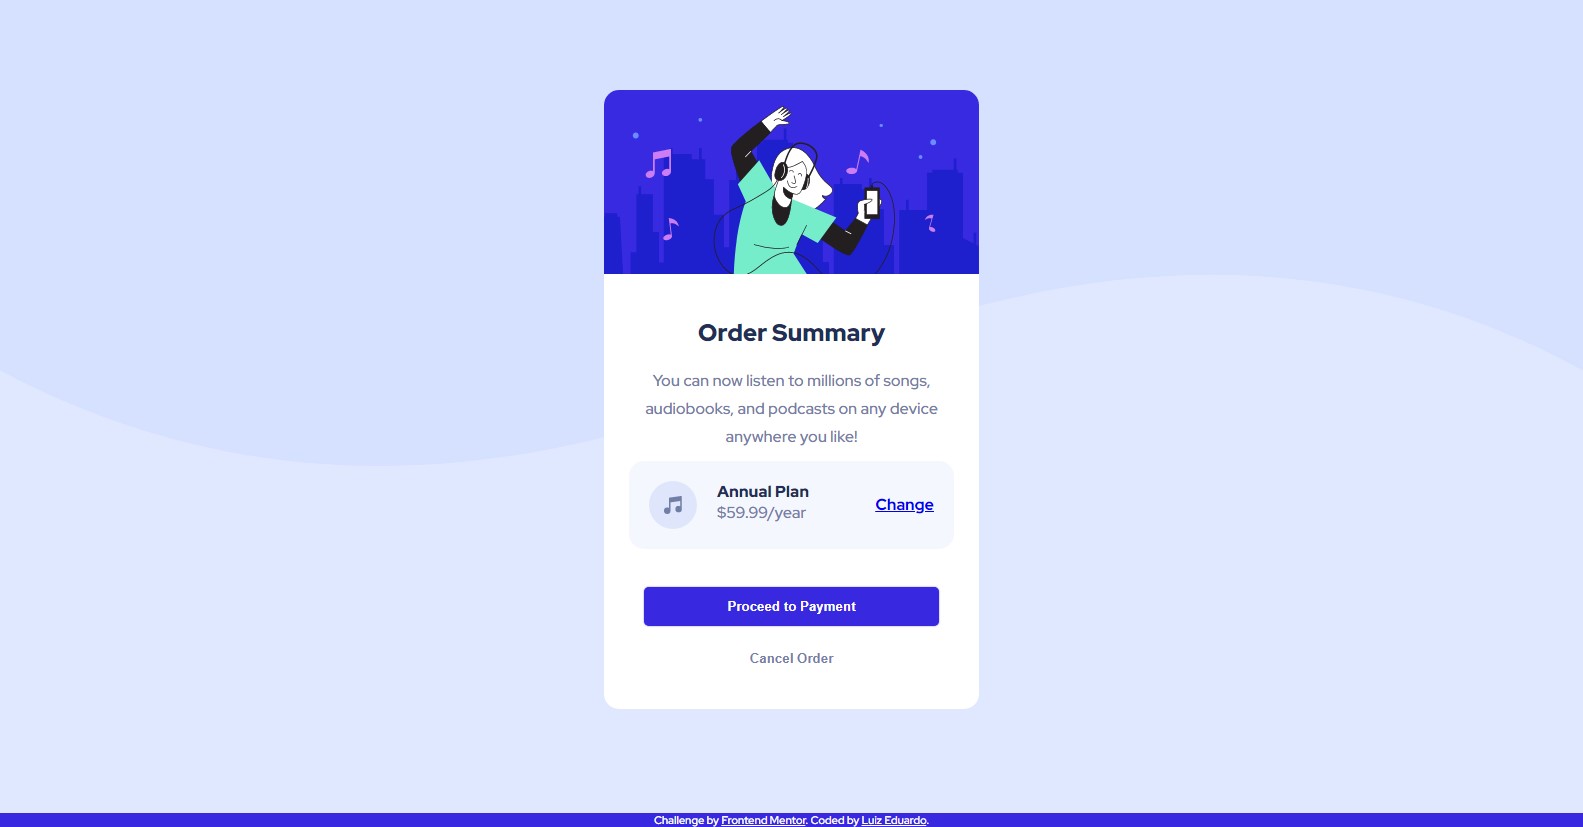 Order Summary
You can now listen to millions of songs,
audiobooks, and podcasts on any device
anywhere you like!
Annual Plan
$59.99/year
Change
Proceed to Payment
Cancel Order
Challenge by Frontend Mentor. Coded by Luiz Eduardo.